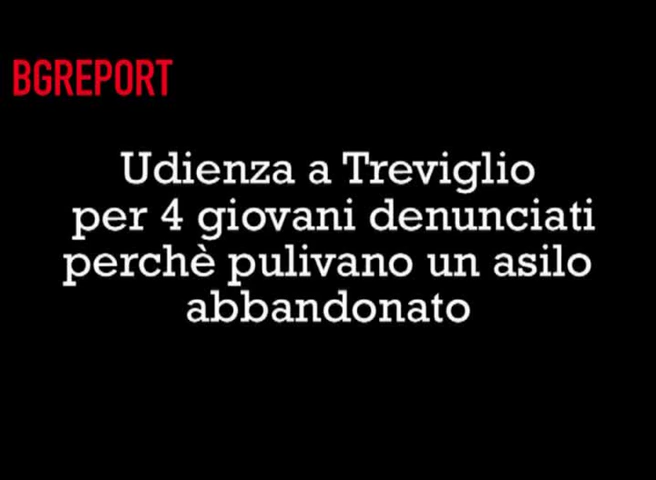 BGREPORT
Udienza a Treviglio
per 4 giovani denunciati
perchè pulivano un asilo
abbandonato